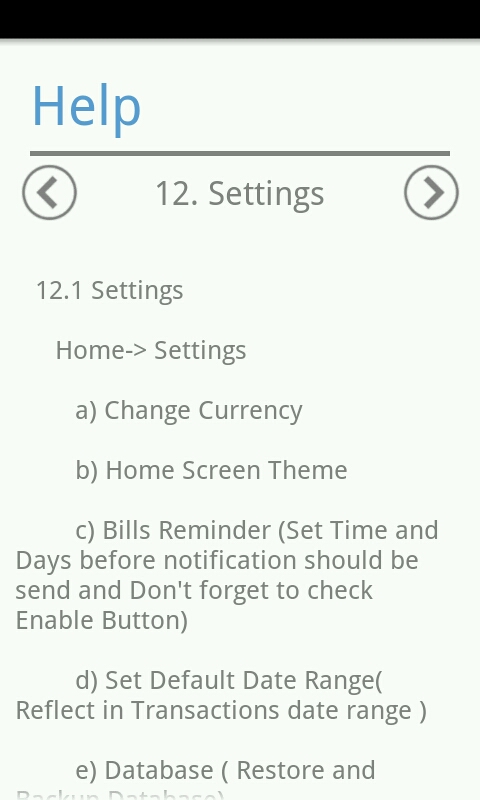 Help
12. Settings
12.1 Settings
Home-> Settings
a) Change Currency
b) Home Screen Theme
c) Bills Reminder (Set Time and
Days before notification should be
send and Don't forget to check
Enable Button)
d) Set Default Date Range(
Reflect in Transactions date range )
e) Database ( Restore and
Backup Database)